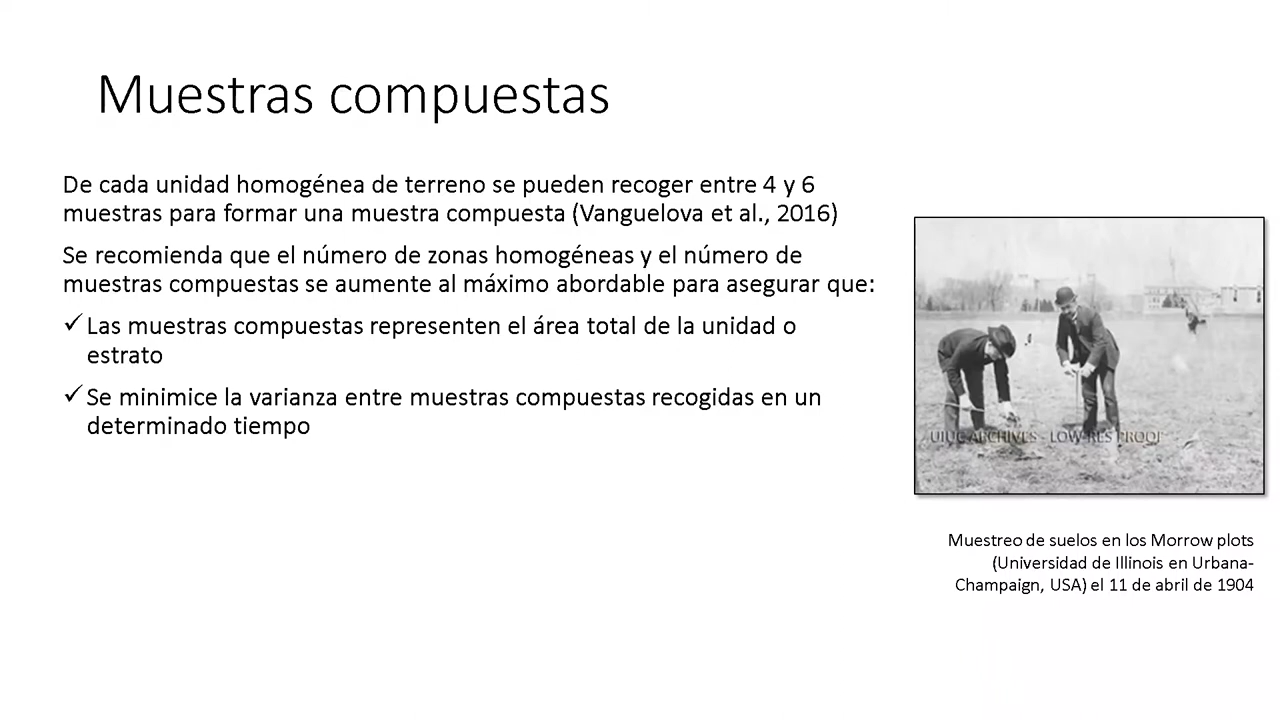 Muestras compuestas
De cada unidad homogénea de terreno se pueden recoger entre 4 y 6
muestras para formar una muestra compuesta (Vanguelova et al., 2016)
Se recomienda que el número de zonas homogéneas y el número de
muestras compuestas se aumente al máximo abordable para asegurar que:
✓ Las muestras compuestas representen el área total de la unidad o
estrato
✓ Se minimice la varianza entre muestras compuestas recogidas en un
determinado tiempo
UIUC ARCHIVES - LOW RES PROOF
Muestreo de suelos en los Morrow plots
(Universidad de Illinois en Urbana-
Champaign, USA) el 11 de abril de 1904